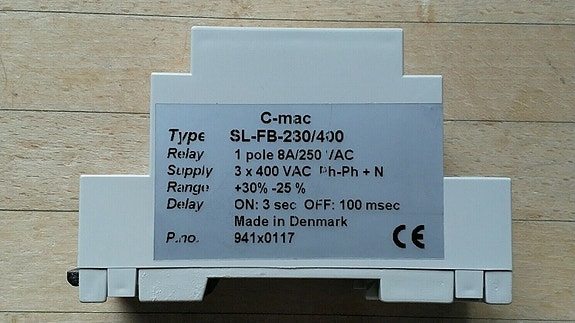 C-mac
Type SL-FB-230/400
Relay 1 pole 8A/250 VAC
Supply 3 x 400 VAC Ph-Ph + N
Range +30% -25 %
Delay ON: 3 sec OFF: 100 msec
Made in Denmark
P.no. 941x0117 CE